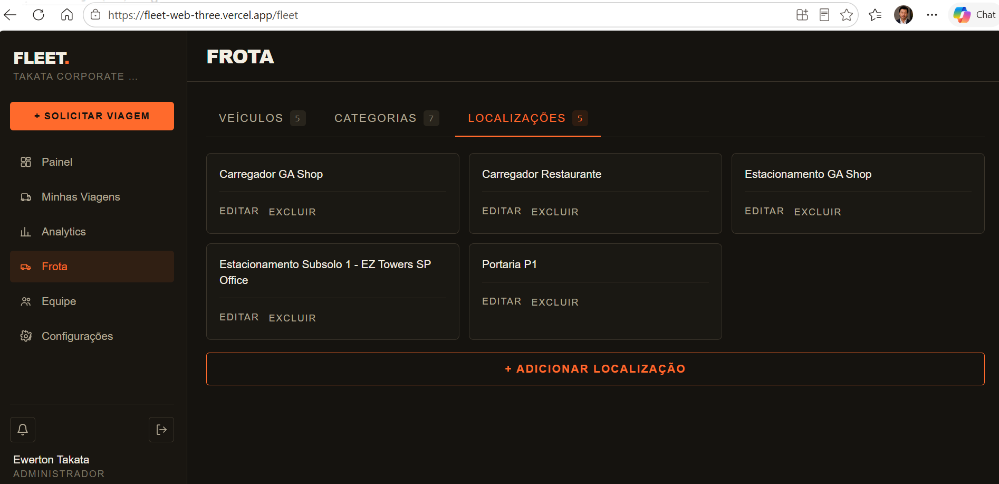 https://fleet-web-three.vercel.app/fleet
Chat
FLEET.
TAKATA CORPORATE ...
+ SOLICITAR VIAGEM
Painel
Minhas Viagens
Analytics
Frota
Equipe
Configurações
Ewerton Takata
ADMINISTRADOR
FROTA
VEÍCULOS 5
CATEGORIAS 7
LOCALIZAÇÕES 5
Carregador GA Shop
EDITAR EXCLUIR
Carregador Restaurante
EDITAR EXCLUIR
Estacionamento GA Shop
EDITAR EXCLUIR
Estacionamento Subsolo 1 - EZ Towers SP
Office
EDITAR EXCLUIR
Portaria P1
EDITAR EXCLUIR
+ ADICIONAR LOCALIZAÇÃO